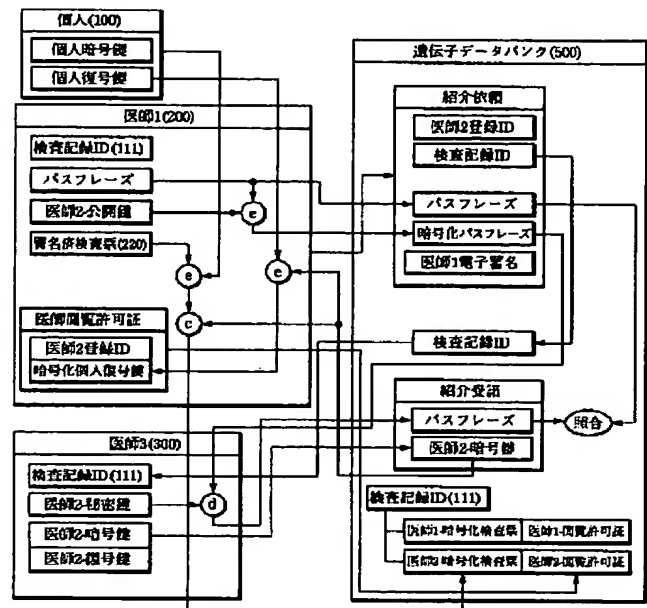 個人(100)
個人暗号鍵
個人復号鍵
医師1(200)
検査記録ID(111)
パスフレーズ
医師2-公開鍵
署名済検査票(220)
e
e
e
c
医師閲覧許可証
医師2登録ID
暗号化個人復号鍵
医師3(300)
検査記録ID(111)
医師2-秘密鍵
医師2-暗号鍵
医師2-復号鍵
d
遺伝子データバンク(500)
紹介依頼
医師2登録ID
検査記録ID
パスフレーズ
暗号化パスフレーズ
医師1電子署名
検査記録ID
紹介受諾
パスフレーズ
医師2-暗号鍵
照合
検査記録ID(111)
医師1-暗号化検査票 医師1-閲覧許可証
医師2-暗号化検査票 医師2-閲覧許可証